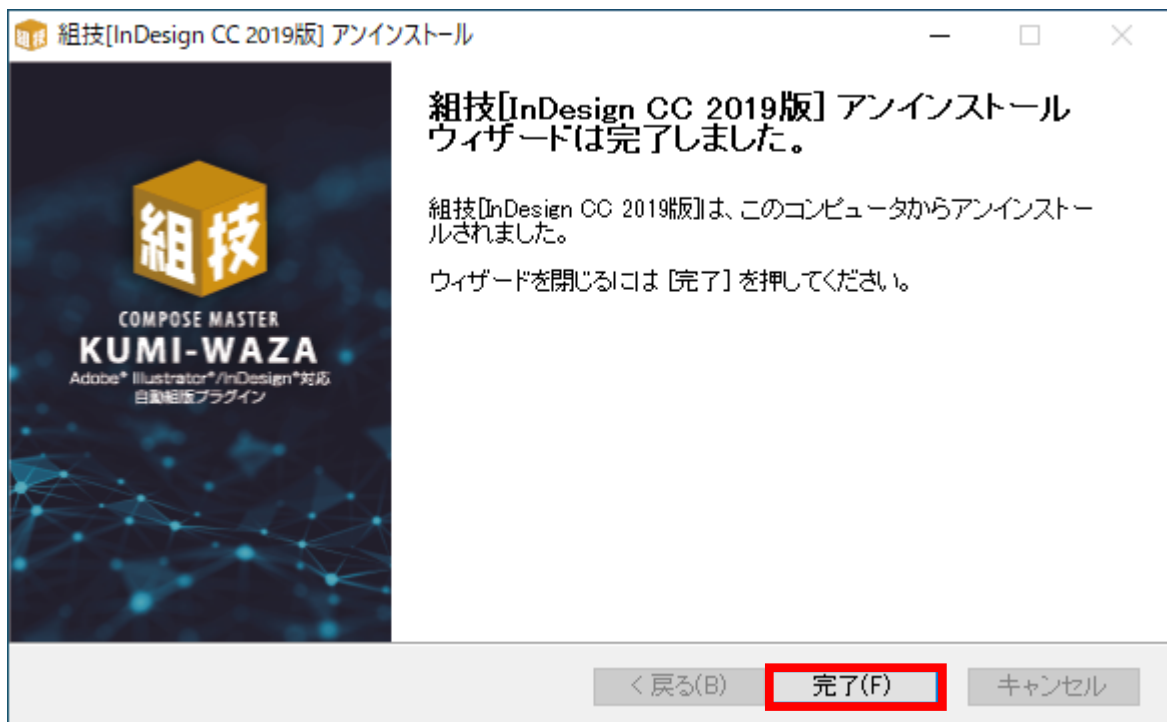 組技[InDesign CC 2019版] アンインストール
組技[InDesign CC 2019版] アンインストール
ウィザードは完了しました。
組技[InDesign CC 2019版]は、このコンピュータからアンインストー
ルされました。
ウィザードを閉じるには [完了] を押してください。
組技
COMPOSE MASTER
KUMI-WAZA
Adobe® Illustrator®/InDesign®対応
自動組版プラグイン
< 戻る(B)
完了(F)
キャンセル